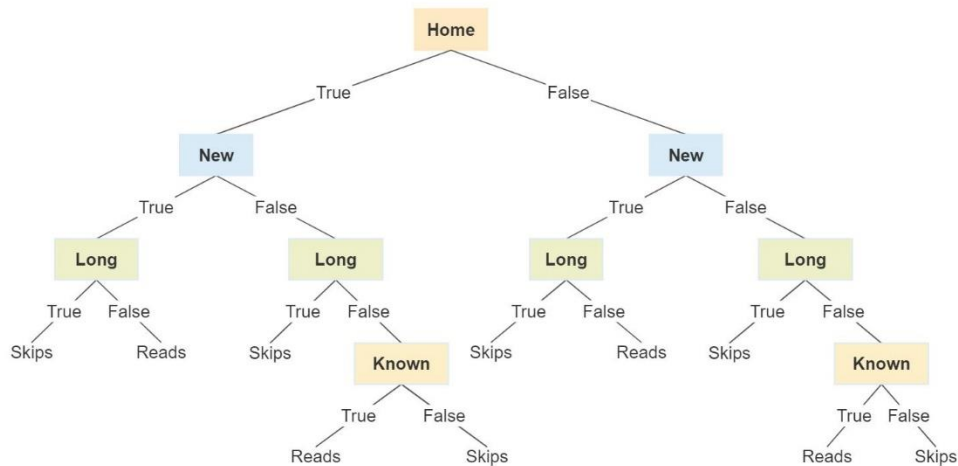 Home
True False
New New
True False True False
Long Long Long Long
True False True False True False True False
Skips Reads Skips Known Skips Reads Skips Known
True False True False
Reads Skips Reads Skips